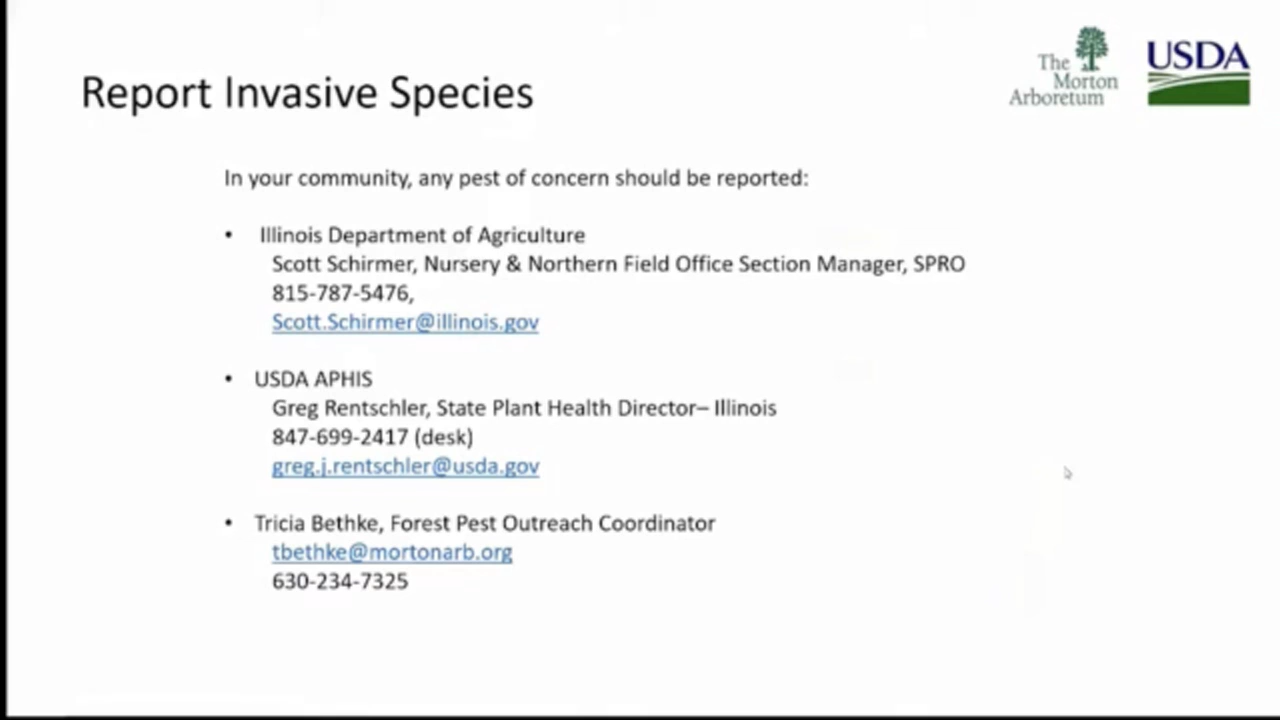 Report Invasive Species
The
Morton
Arboretum
USDA
In your community, any pest of concern should be reported:
• Illinois Department of Agriculture
Scott Schirmer, Nursery & Northern Field Office Section Manager, SPRO
815-787-5476,
Scott.Schirmer@illinois.gov
• USDA APHIS
Greg Rentschler, State Plant Health Director– Illinois
847-699-2417 (desk)
greg.j.rentschler@usda.gov
• Tricia Bethke, Forest Pest Outreach Coordinator
tbethke@mortonarb.org
630-234-7325